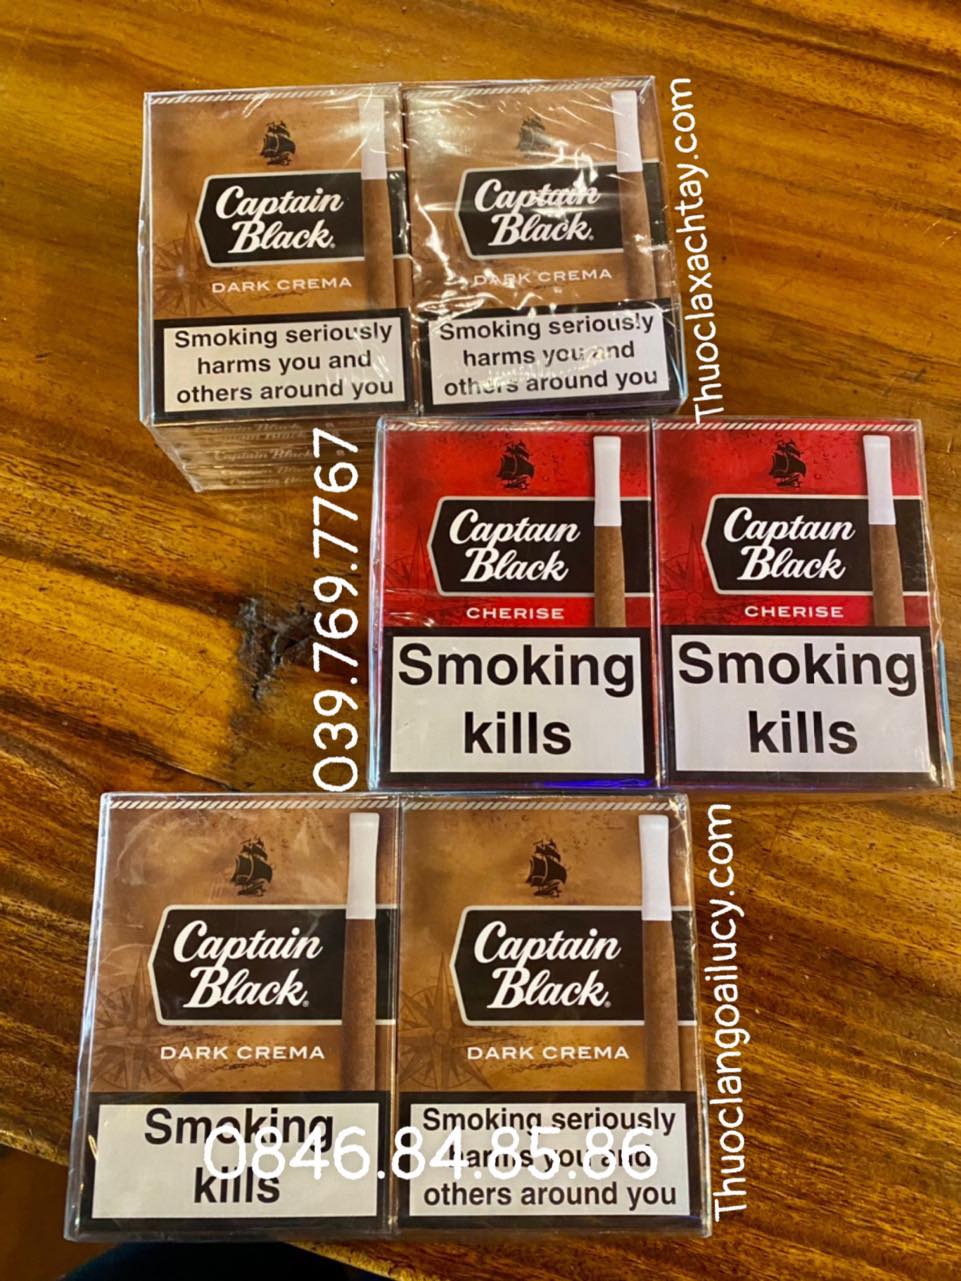 Captain
Black
DARK CREMA
Smoking seriously
harms you and
others around you
Captain
Black
DARK CREMA
Smoking seriously
harms you and
others around you
Thuoclaxachtay.com
Captain Black
039.769.7767
Captain
Black
CHERISE
Smoking
kills
Captain
Black
CHERISE
Smoking
kills
Captain
Black
DARK CREMA
Smoking
kills
Captain
Black
DARK CREMA
Smoking seriously
harms you and
others around you
0846.84.85.86
Thuoclangoailucy.com